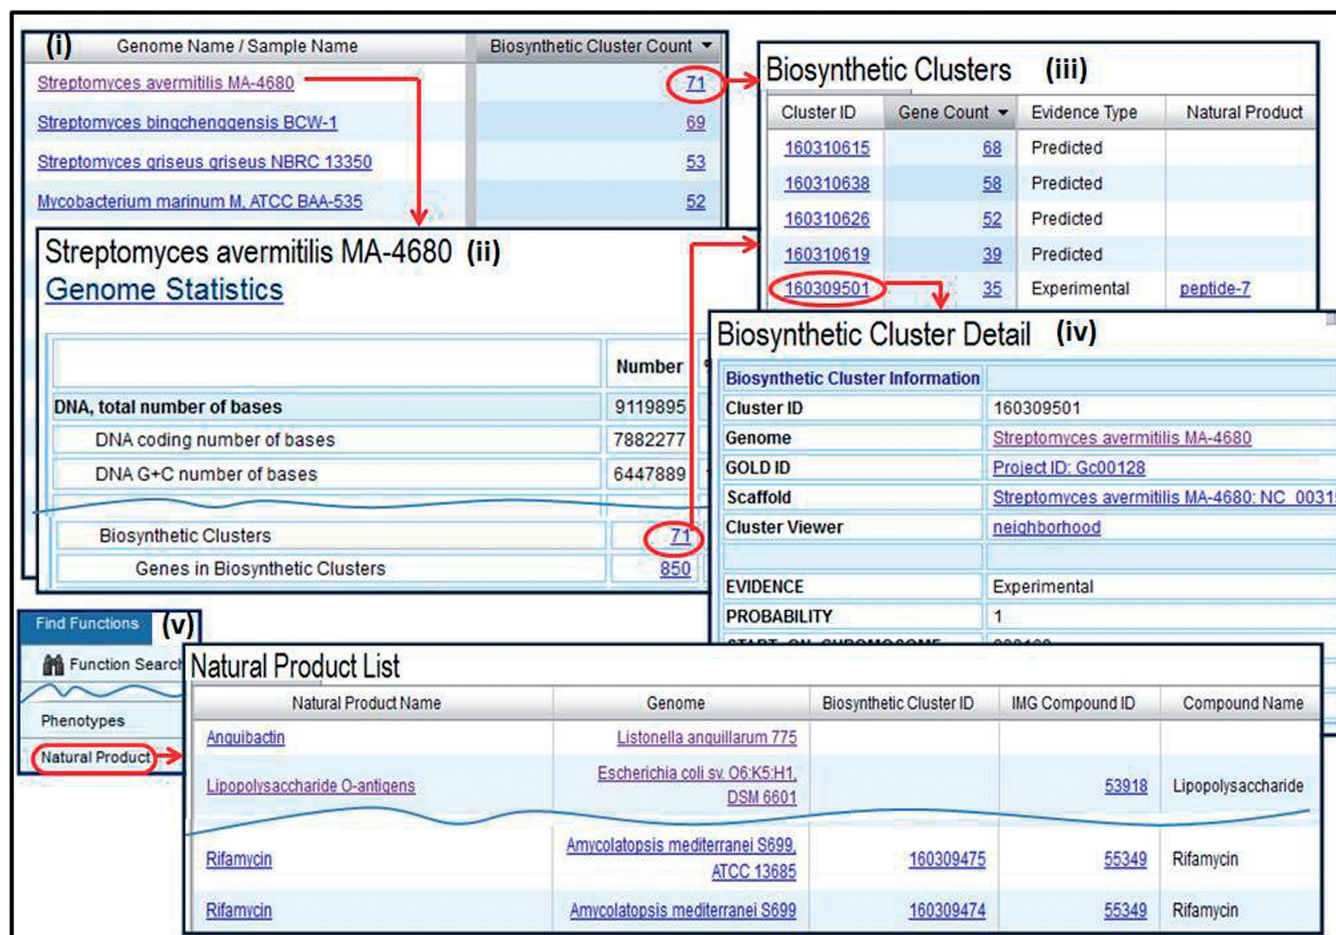 (i)
Genome Name / Sample Name Biosynthetic Cluster Count
Streptomyces avermitilis MA-4680 71
Streptomyces bingchenggensis BCW-1 69
Streptomyces griseus griseus NBRC 13350 53
Mycobacterium marinum M, ATCC BAA-535 52
Streptomyces avermitilis MA-4680 (ii)
Genome Statistics
Number
DNA, total number of bases 9119895
DNA coding number of bases 7882277
DNA G+C number of bases 6447889
Biosynthetic Clusters 71
Genes in Biosynthetic Clusters 850
Biosynthetic Clusters (iii)
Cluster ID Gene Count Evidence Type Natural Product
160310615 68 Predicted
160310638 58 Predicted
160310626 52 Predicted
160310619 39 Predicted
160309501 35 Experimental peptide-7
Biosynthetic Cluster Detail (iv)
Biosynthetic Cluster Information
Cluster ID 160309501
Genome Streptomyces avermitilis MA-4680
GOLD ID Project ID: Gc00128
Scaffold Streptomyces avermitilis MA-4680: NC_00315
Cluster Viewer neighborhood
EVIDENCE Experimental
PROBABILITY 1
START_ON_CHROMOSOME
Find Functions (v)
Function Search
Phenotypes
Natural Product
Natural Product List
Natural Product Name Genome Biosynthetic Cluster ID IMG Compound ID Compound Name
Anguibactin Listonella anguillarum 775
Lipopolysaccharide O-antigens Escherichia coli sv. O6:K5:H1, DSM 6601 53918 Lipopolysaccharide
Rifamycin Amycolatopsis mediterranei S699, ATCC 13685 160309475 55349 Rifamycin
Rifamycin Amycolatopsis mediterranei S699 160309474 55349 Rifamycin